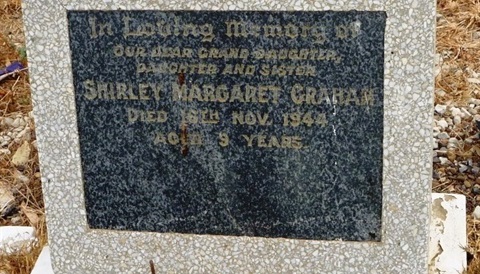 In Loving Memory of
OUR DEAR GRAND DAUGHTER,
DAUGHTER AND SISTER
SHIRLEY MARGARET GRAHAM
DIED 16TH NOV. 1944
AGED 9 YEARS.